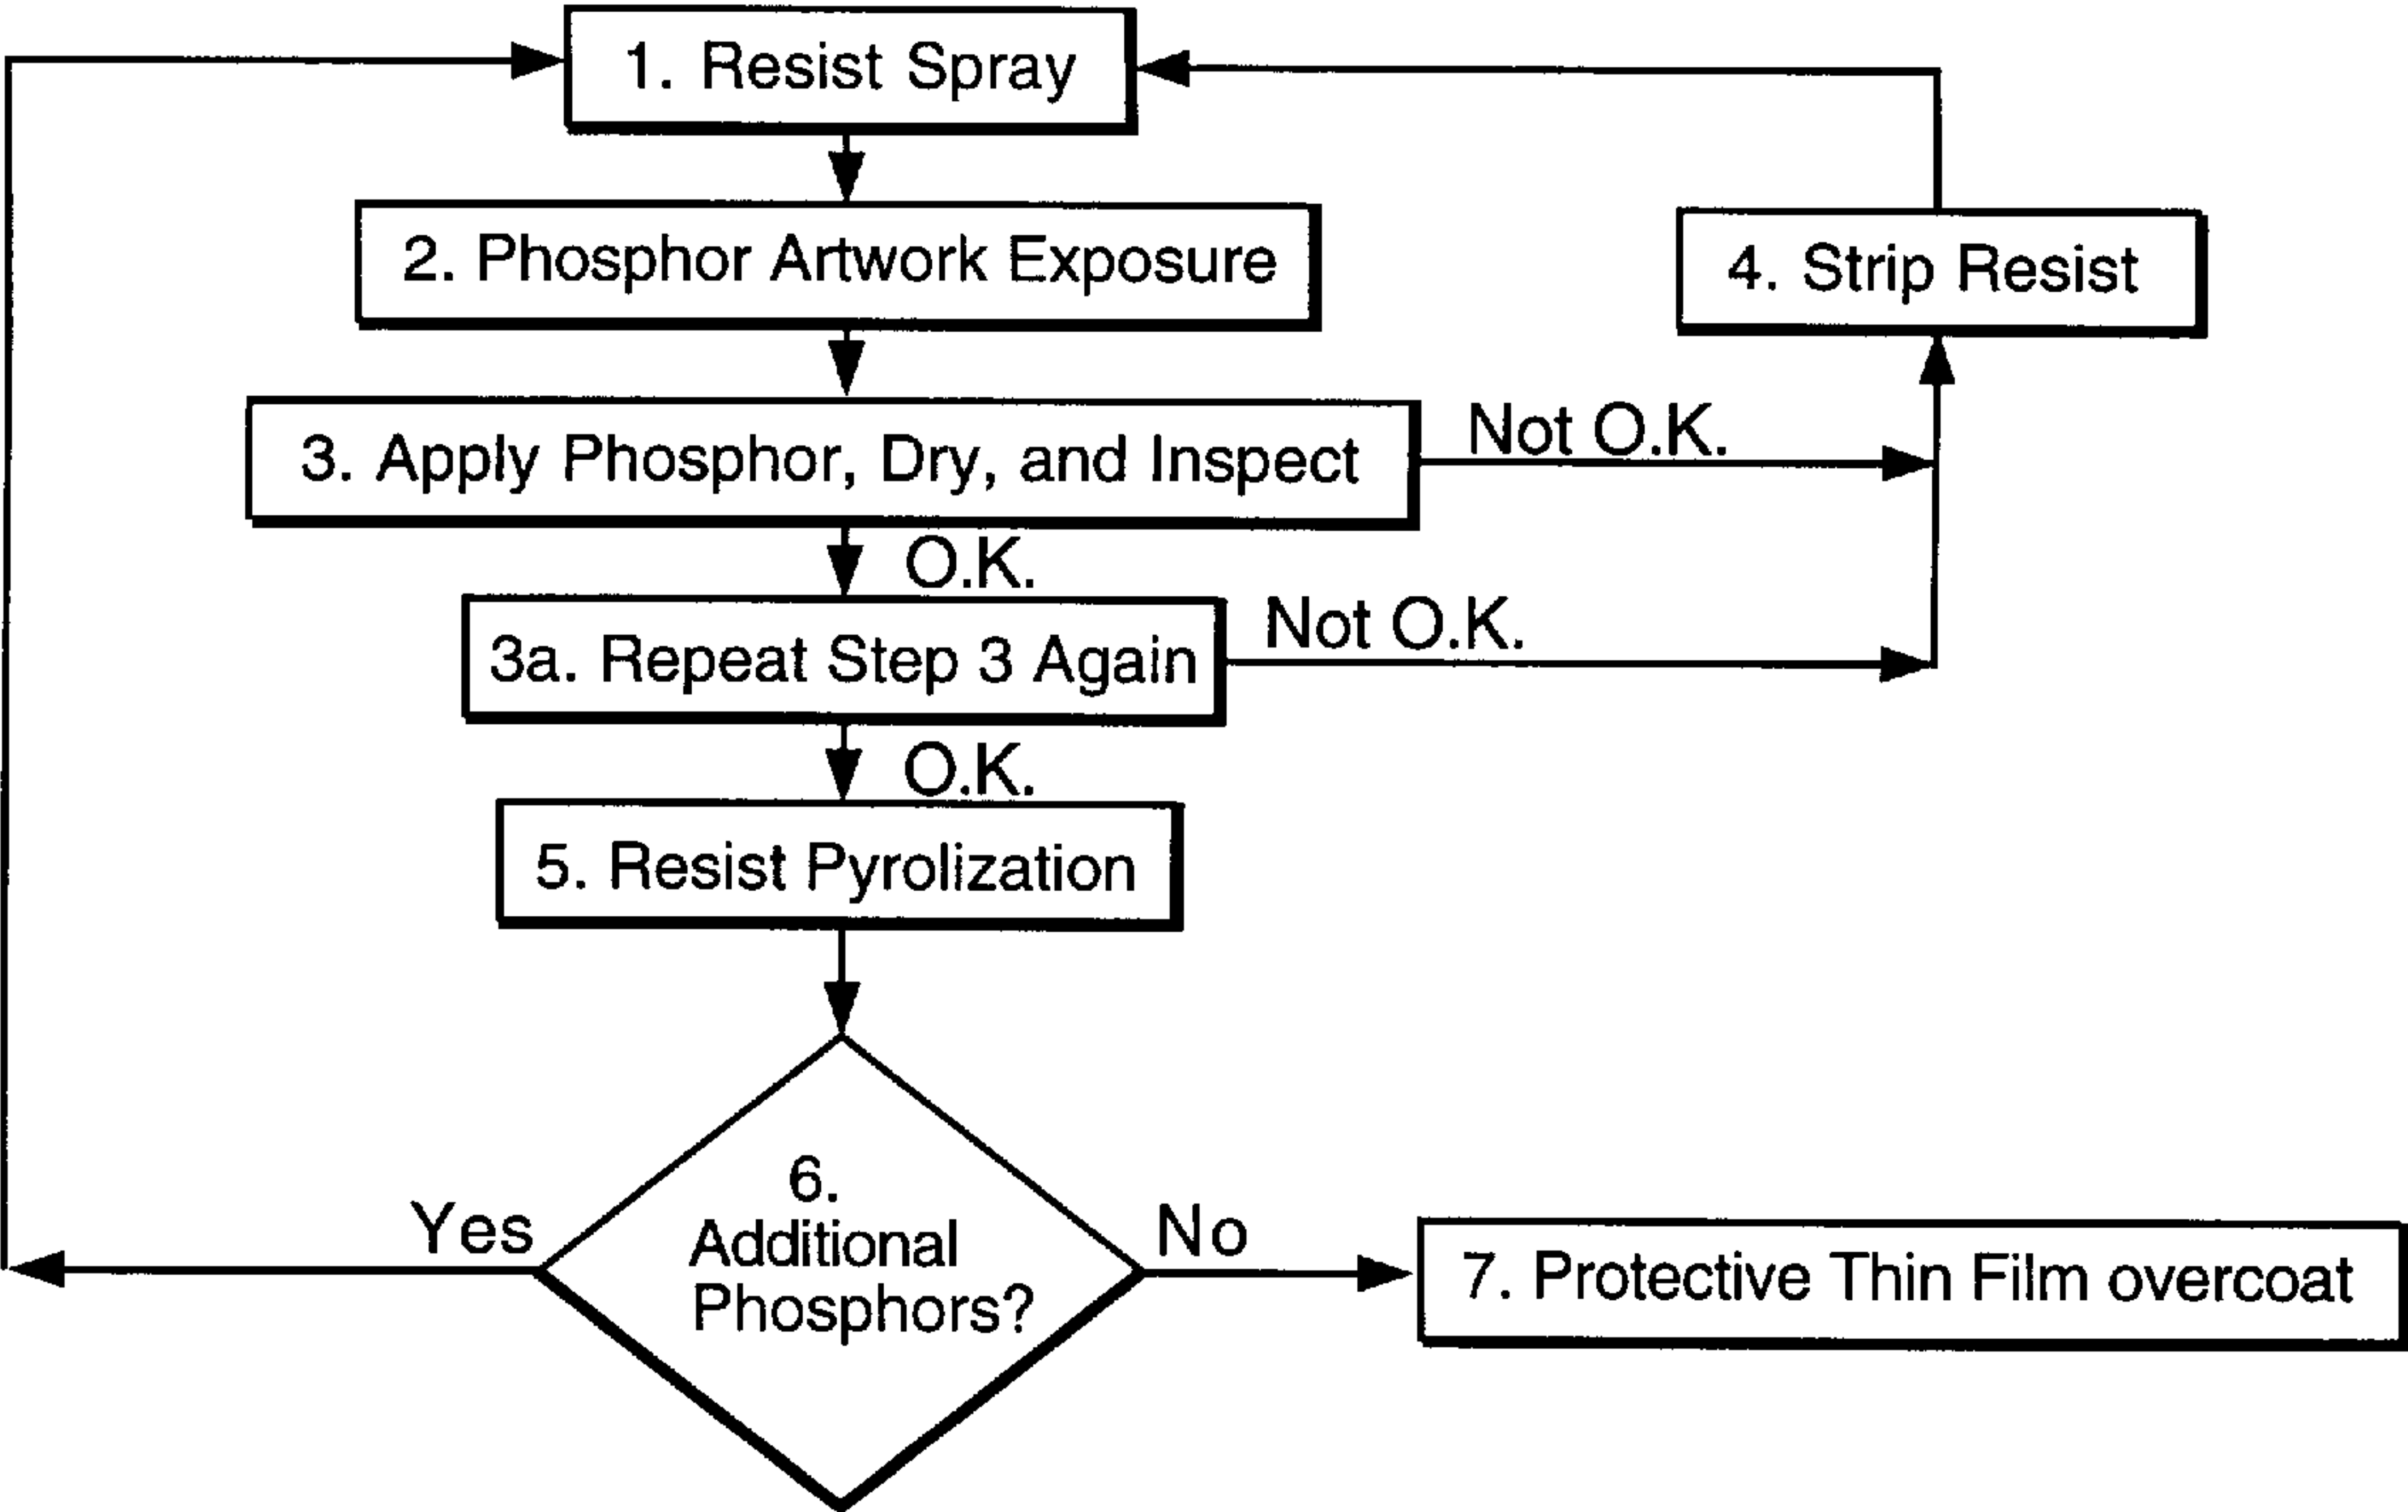 1. Resist Spray
2. Phosphor Artwork Exposure
4. Strip Resist
3. Apply Phosphor, Dry, and Inspect
Not O.K.
O.K.
3a. Repeat Step 3 Again
Not O.K.
O.K.
5. Resist Pyrolization
6.
Additional
Phosphors?
Yes
No
7. Protective Thin Film overcoat